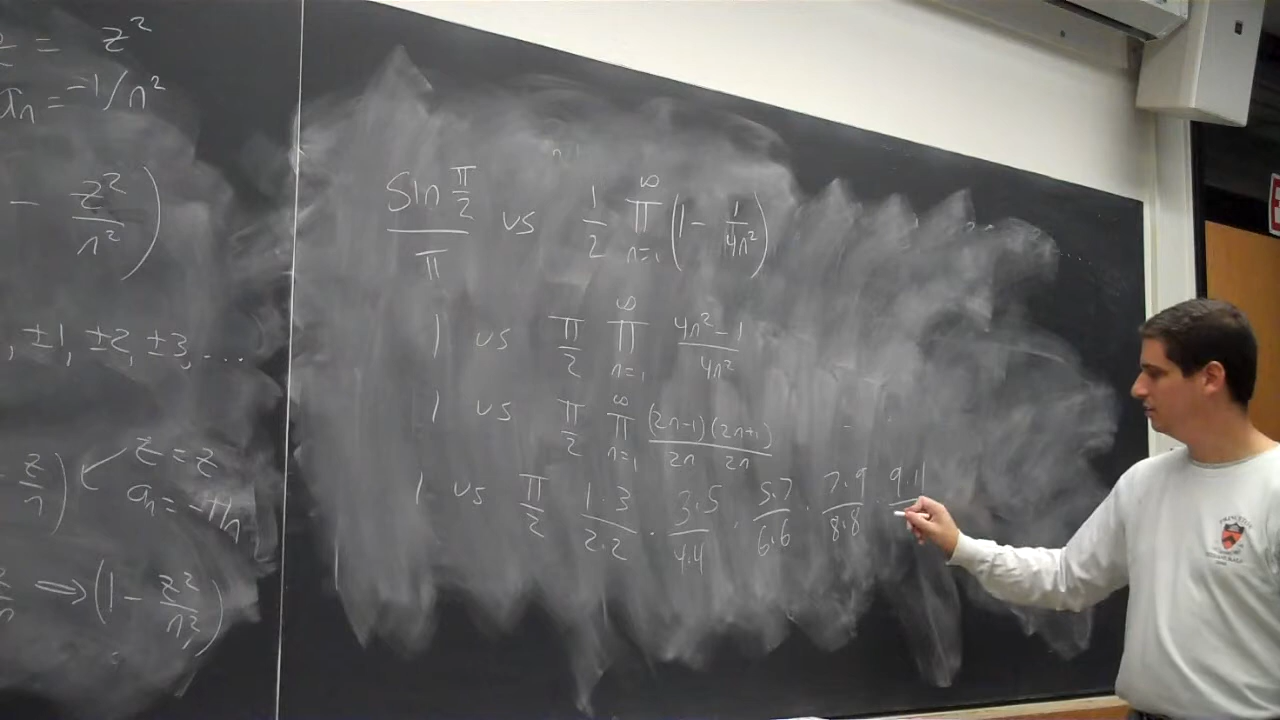 = z²
aₙ = -1/n²
- z²/n² )
, ±1, ±2, ±3, ...
z/n ) ← z = z
aₙ = -1/n
⇒ (1 - z²/n²)
Sin π/2 / π vs 1/2 ∞ π n=1 (1 - 1/4n²)
1 vs π/2 ∞ π n=1 4n²-1 / 4n²
1 vs π/2 ∞ π n=1 (2n-1)(2n+1) / 2n 2n
1 vs π/2 1·3/2·2 · 3·5/4·4 · 5·7/6·6 · 7·9/8·8 · 9·11
PRINCETON